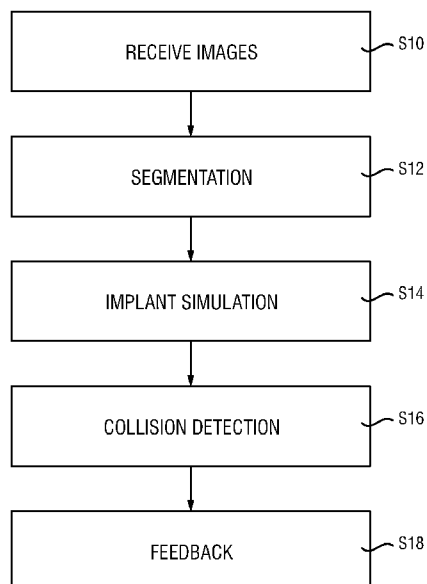 RECEIVE IMAGES S10
SEGMENTATION S12
IMPLANT SIMULATION S14
COLLISION DETECTION S16
FEEDBACK S18